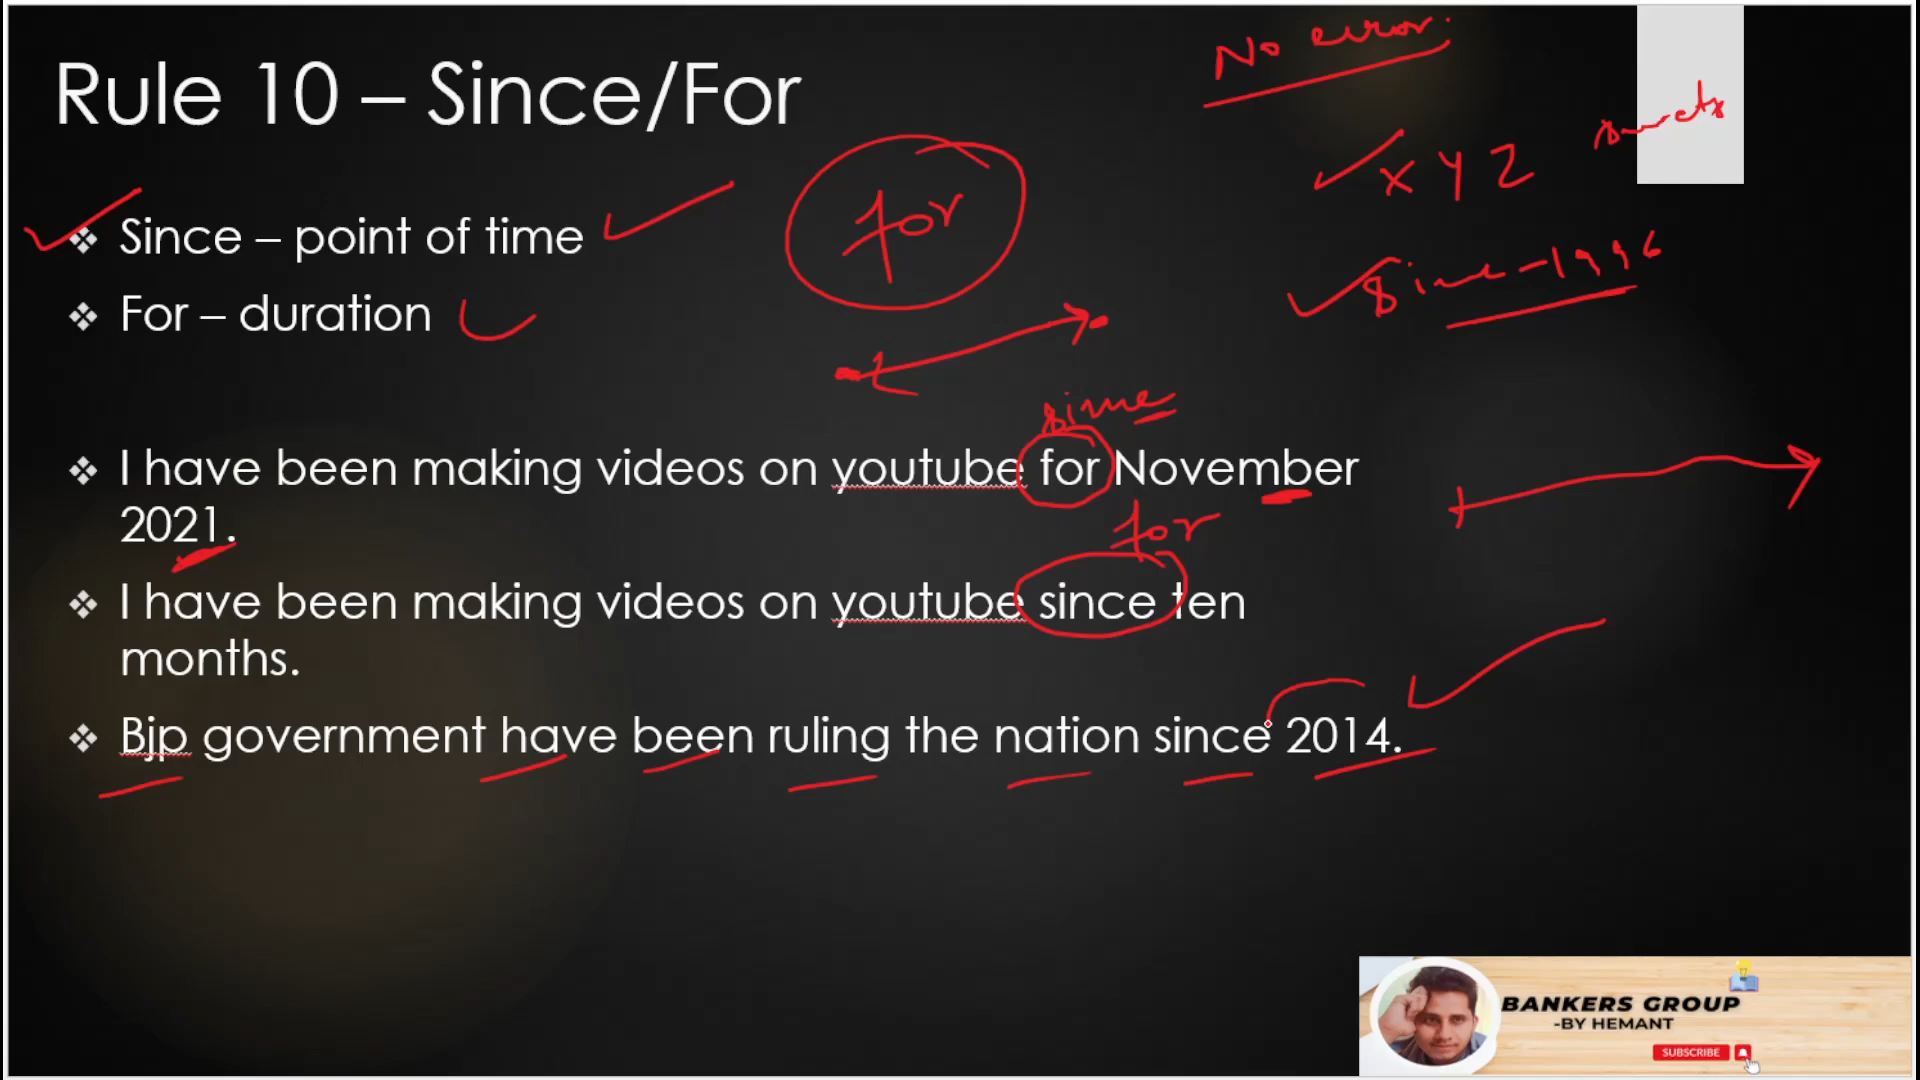 No error.
Rule 10 – Since/For
XYZ
Since – point of time
for
Since-1996
For – duration
since
I have been making videos on youtube for November
2021.
for
I have been making videos on youtube since ten
months.
Bjp government have been ruling the nation since 2014.
BANKERS GROUP
-BY HEMANT
SUBSCRIBE